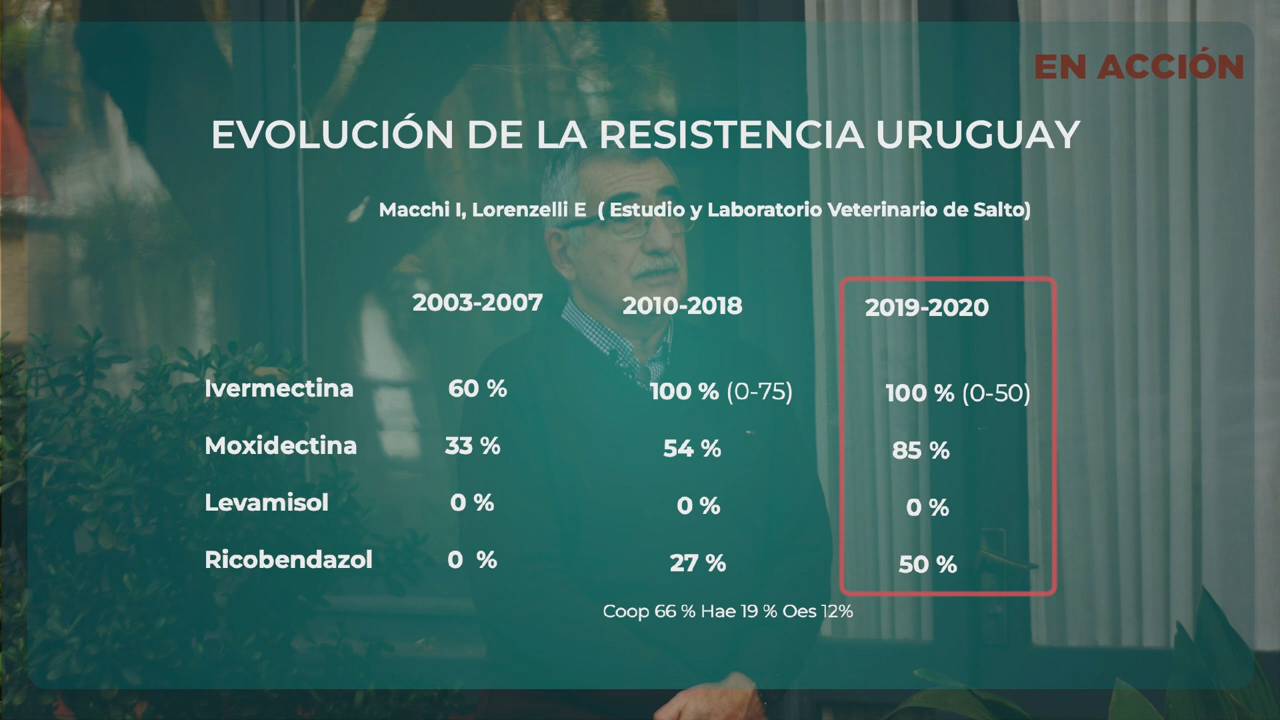 EN ACCIÓN
EVOLUCIÓN DE LA RESISTENCIA URUGUAY
Macchi I, Lorenzelli E ( Estudio y Laboratorio Veterinario de Salto)
2003-2007 2010-2018 2019-2020
Ivermectina 60 % 100 % (0-75) 100 % (0-50)
Moxidectina 33 % 54 % 85 %
Levamisol 0 % 0 % 0 %
Ricobendazol 0 % 27 % 50 %
Coop 66 % Hae 19 % Oes 12%